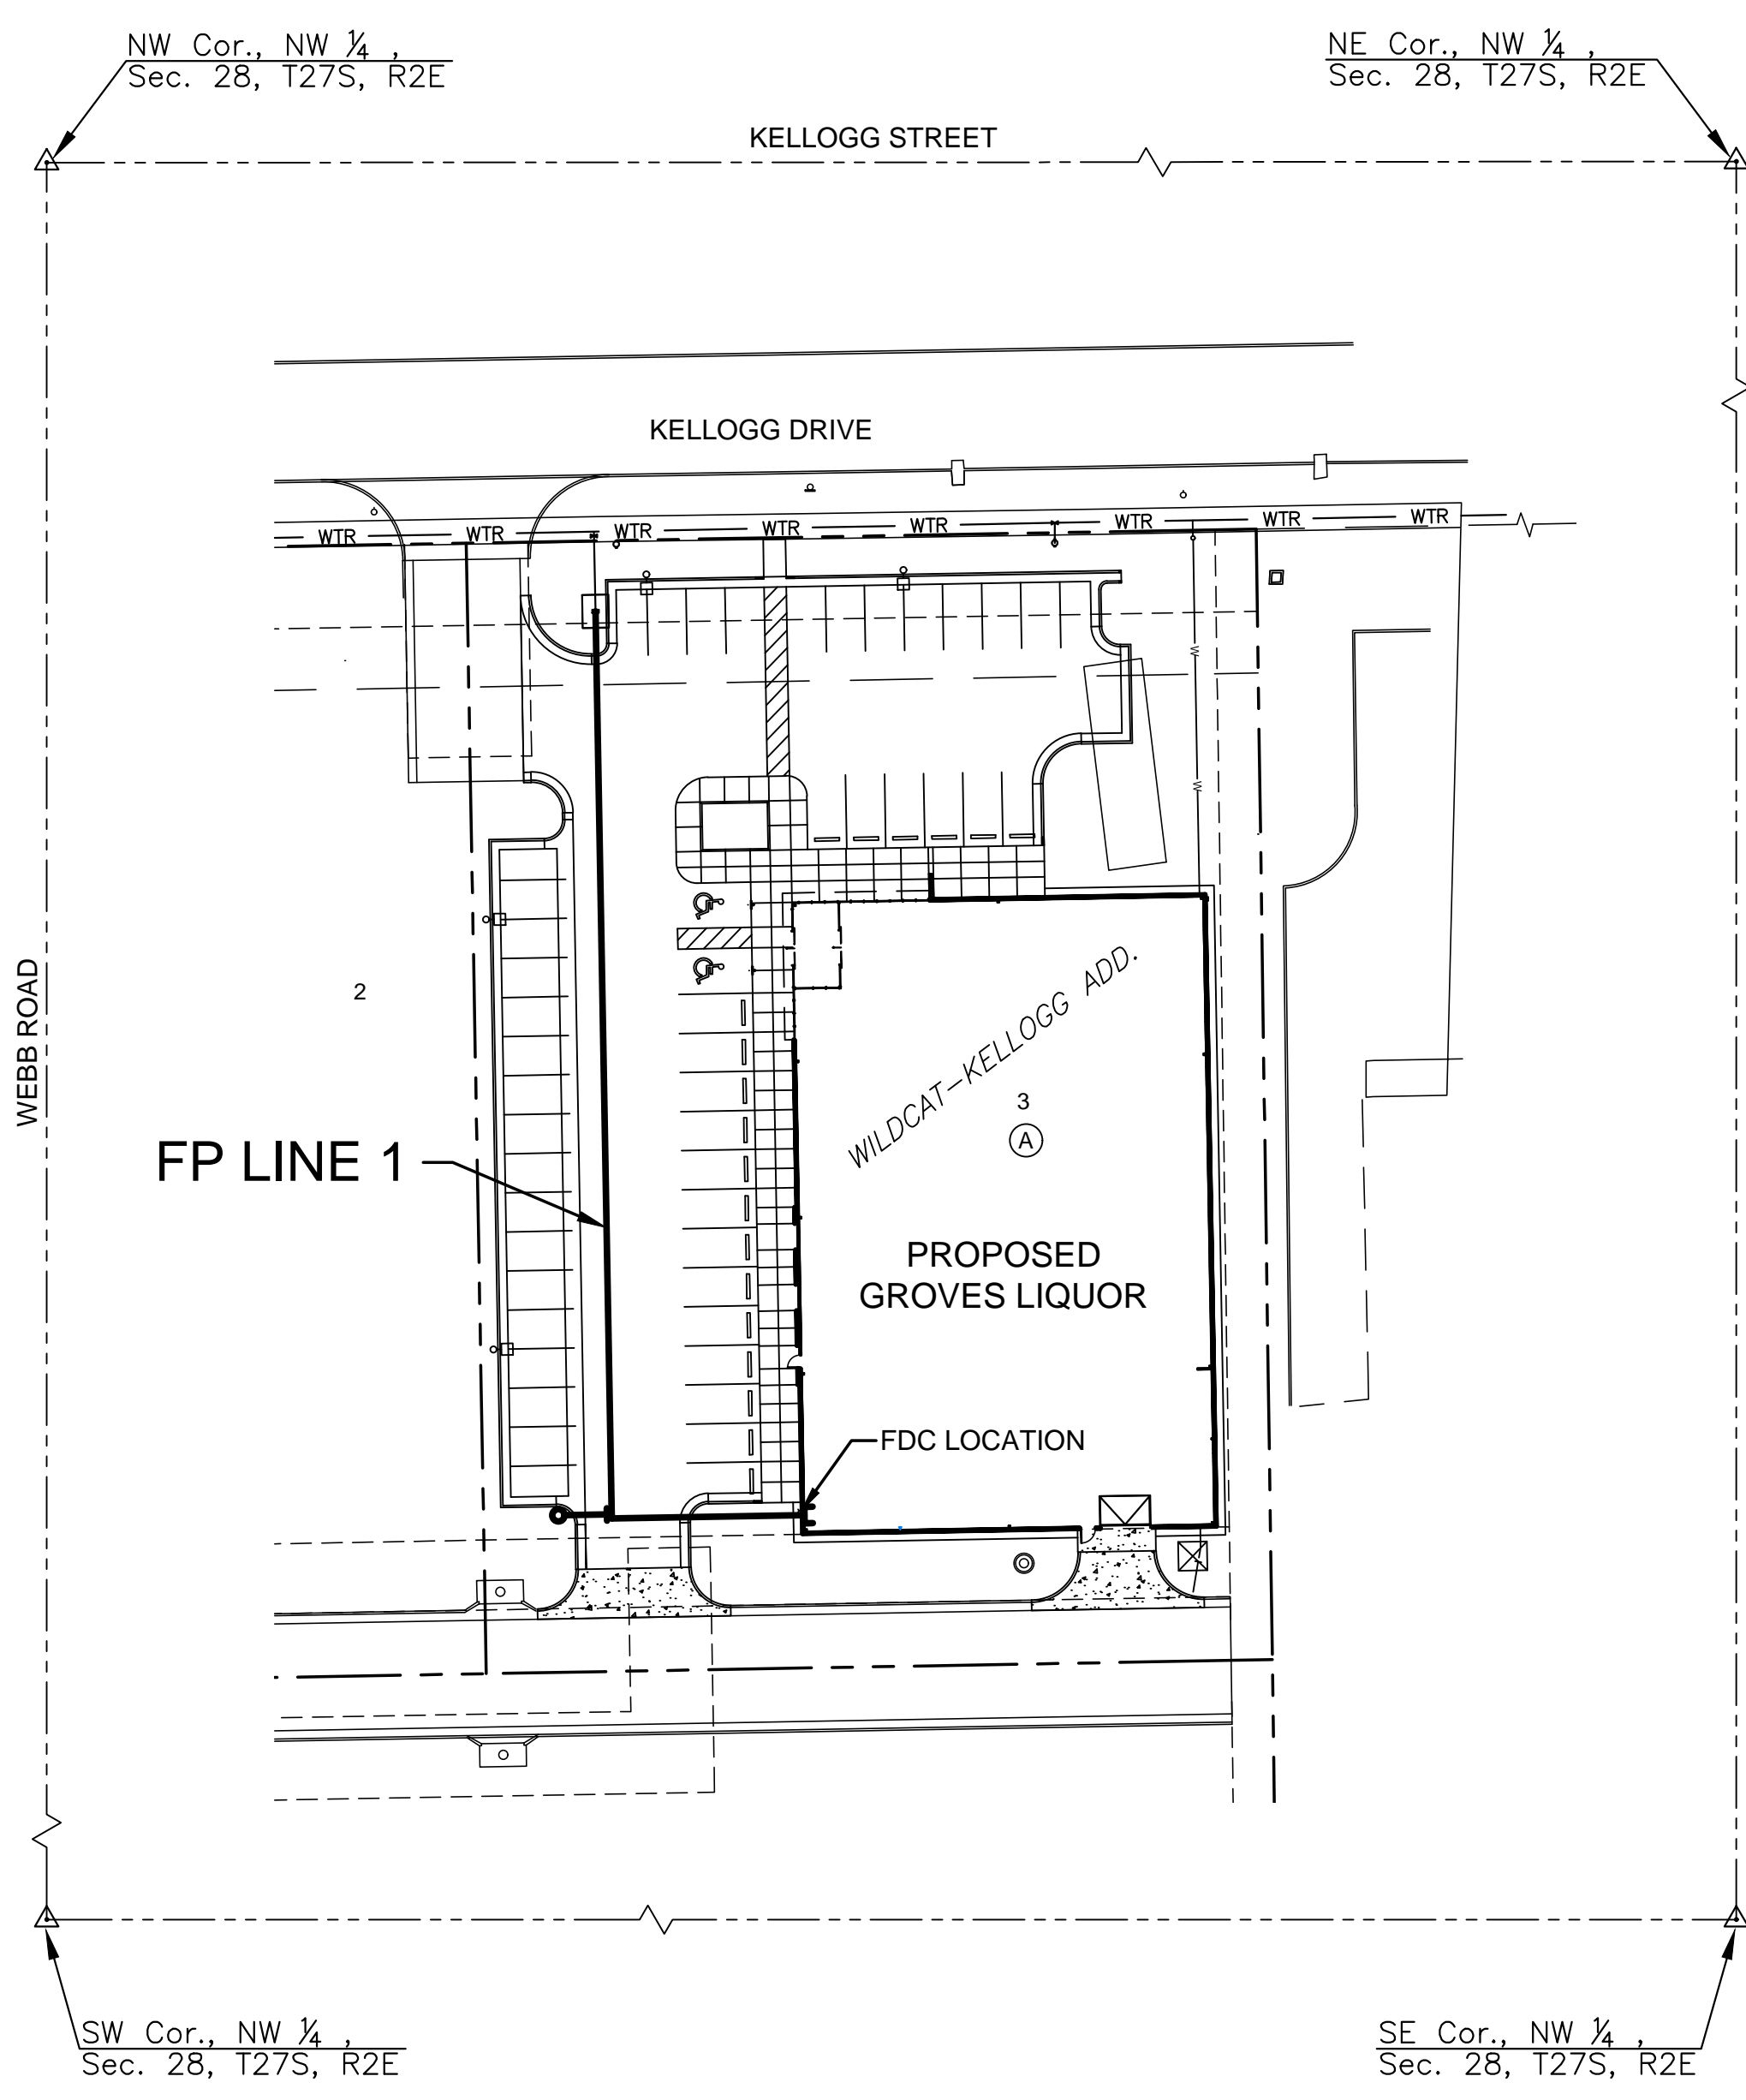 NW Cor., NW ¼ ,
Sec. 28, T27S, R2E
NE Cor., NW ¼ ,
Sec. 28, T27S, R2E
KELLOGG STREET
KELLOGG DRIVE
WTR WTR WTR WTR WTR WTR WTR WTR
W
W
WEBB ROAD
2
WILDCAT-KELLOGG ADD.
3
A
FP LINE 1
PROPOSED
GROVES LIQUOR
FDC LOCATION
SW Cor., NW ¼ ,
Sec. 28, T27S, R2E
SE Cor., NW ¼ ,
Sec. 28, T27S, R2E